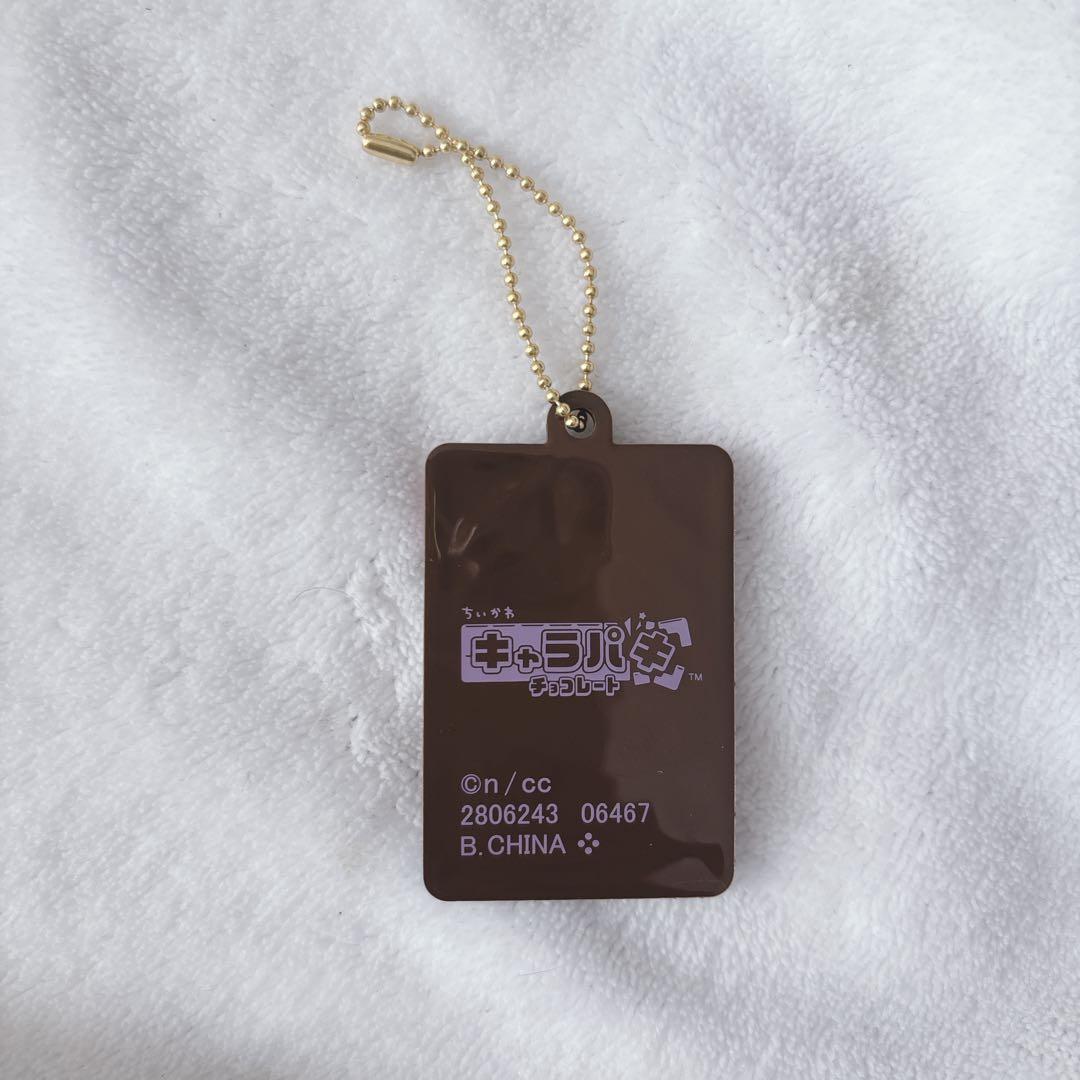 ちいかわ
キャラパキ
チョコレート
TM
©n/cc
2806243 06467
B.CHINA